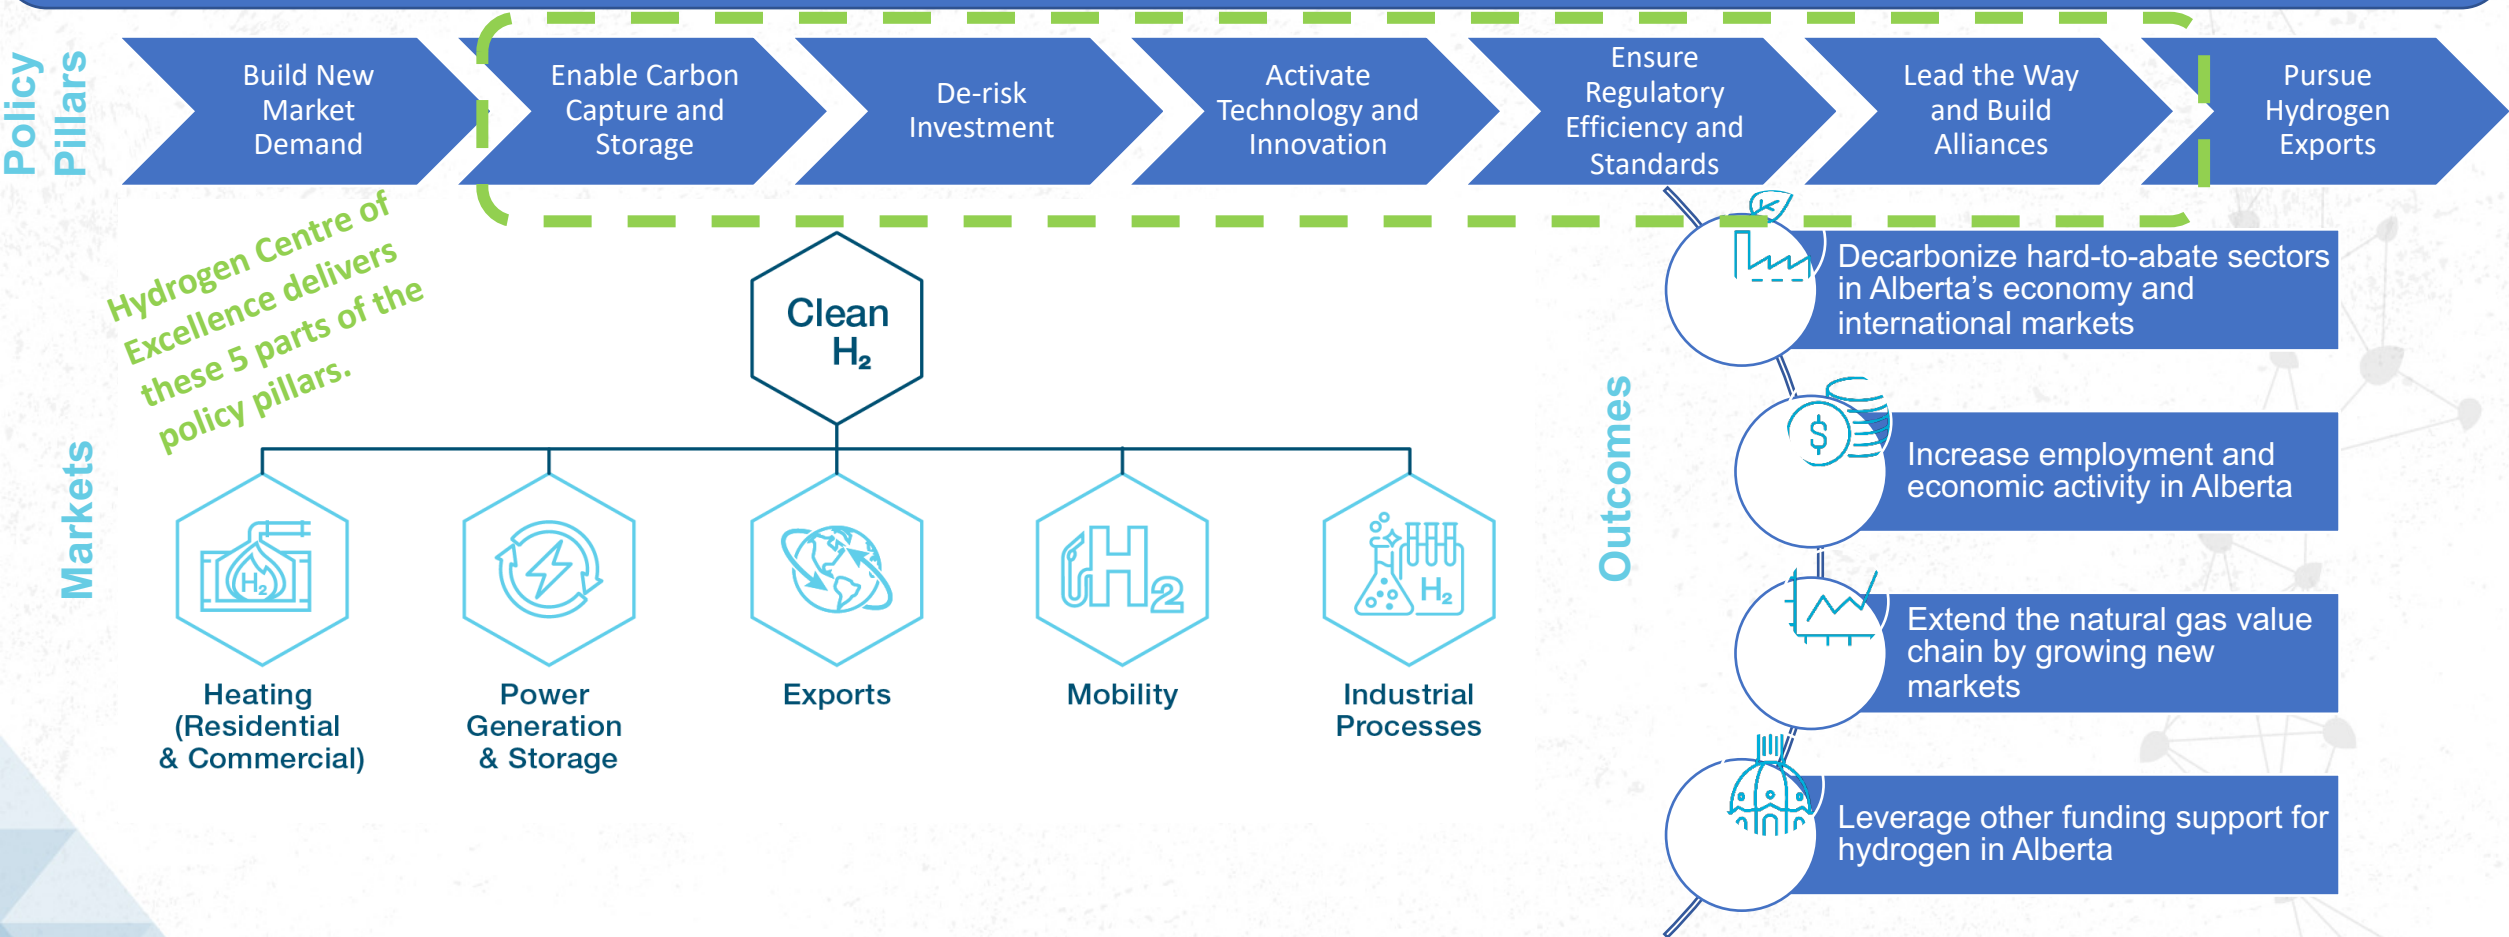 Policy
Pillars
Build New
Market
Demand
Enable Carbon
Capture and
Storage
De-risk
Investment
Activate
Technology and
Innovation
Ensure
Regulatory
Efficiency and
Standards
Lead the Way
and Build
Alliances
Pursue
Hydrogen
Exports
Hydrogen Centre of
Excellence delivers
these 5 parts of the
policy pillars.
Markets
Clean
H₂
H₂
Heating
(Residential
& Commercial)
Power
Generation
& Storage
Exports
H2
Mobility
H₂
Industrial
Processes
Outcomes
Decarbonize hard-to-abate sectors
in Alberta’s economy and
international markets
$
Increase employment and
economic activity in Alberta
Extend the natural gas value
chain by growing new
markets
Leverage other funding support for
hydrogen in Alberta